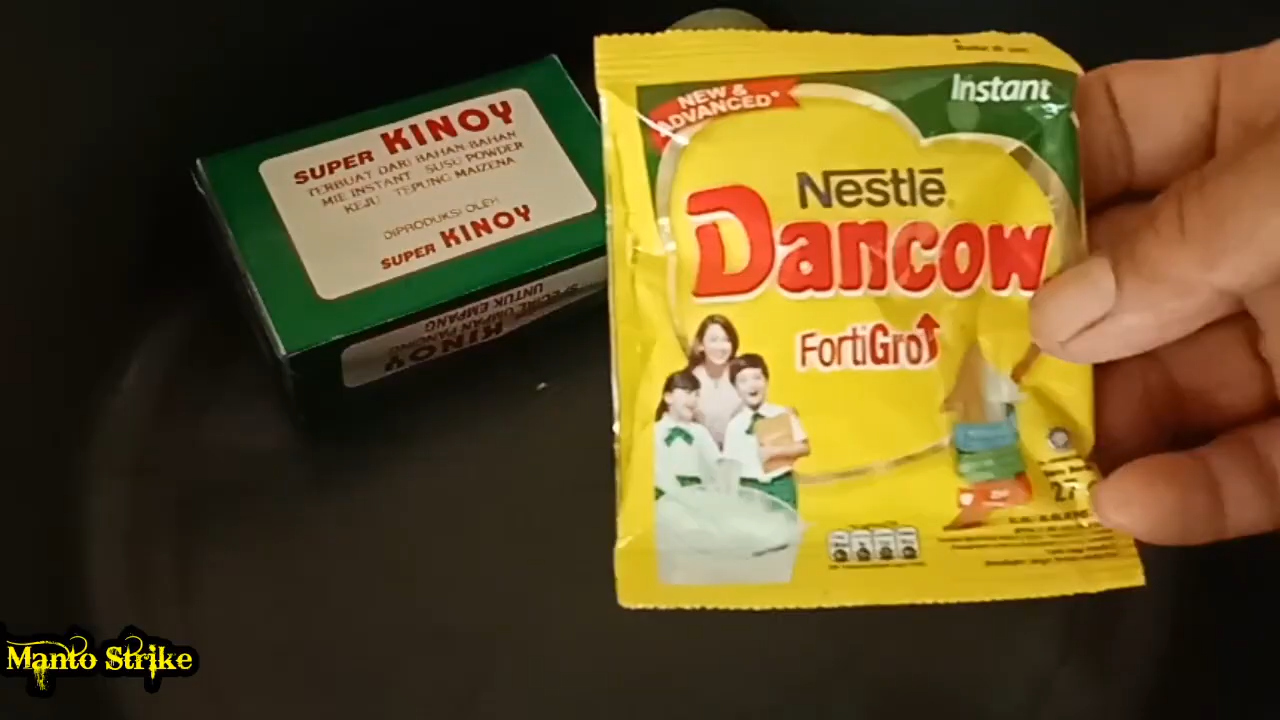 SUPER KINOY
TERBUAT DARI BAHAN-BAHAN
MIE INSTANT SUSU POWDER
KEJU TEPUNG MAIZENA
DIPRODUKSI OLEH
SUPER KINOY
UNTUK EMPANG
KINOY
NEW &
ADVANCED*
Instant
Nestlé
Dancow
FortiGro
Manto Strike